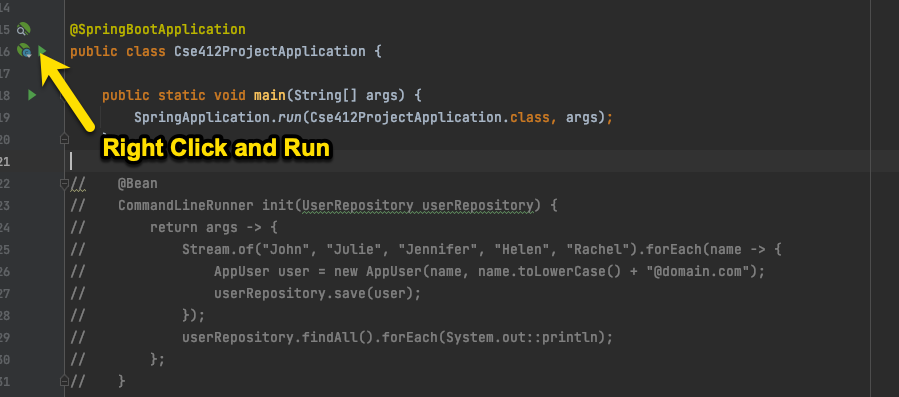 14
15 @SpringBootApplication
16 public class Cse412ProjectApplication {
17
18     public static void main(String[] args) {
19         SpringApplication.run(Cse412ProjectApplication.class, args);
20     }
Right Click and Run
21
22 //    @Bean
23 //    CommandLineRunner init(UserRepository userRepository) {
24 //        return args -> {
25 //            Stream.of("John", "Julie", "Jennifer", "Helen", "Rachel").forEach(name -> {
26 //                AppUser user = new AppUser(name, name.toLowerCase() + "@domain.com");
27 //                userRepository.save(user);
28 //            });
29 //            userRepository.findAll().forEach(System.out::println);
30 //        };
31 //    }